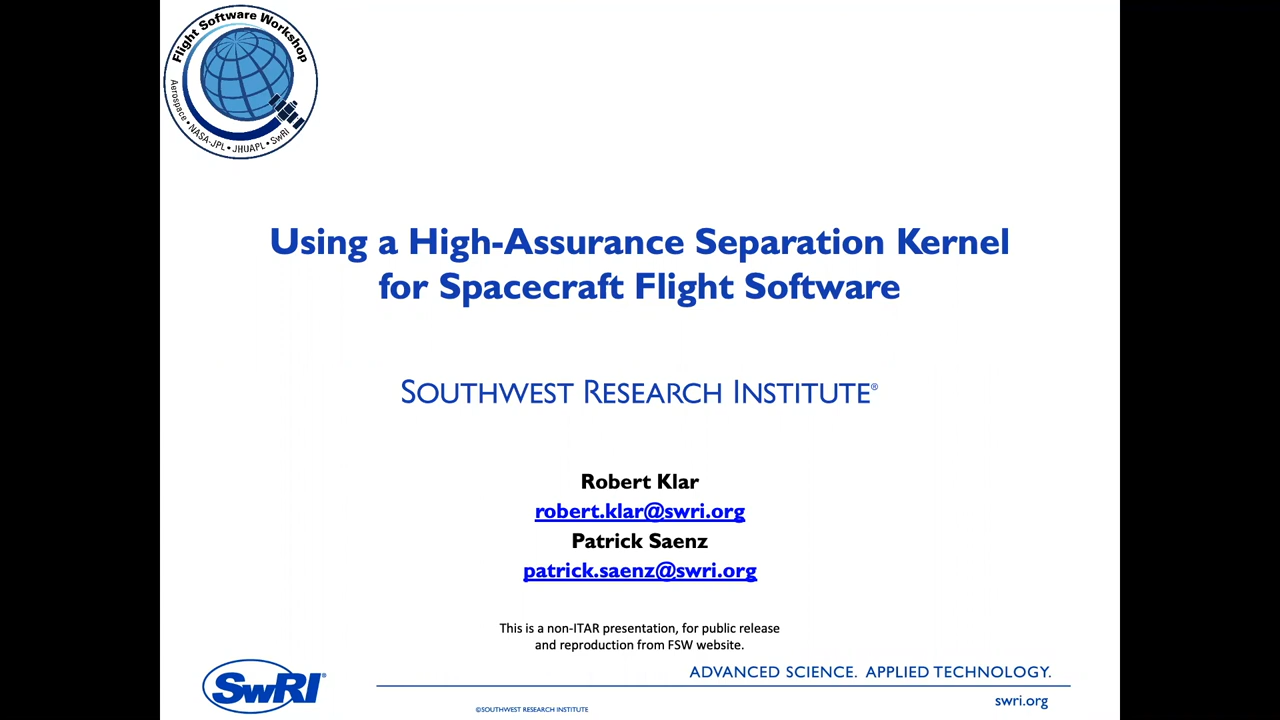 Flight Software Workshop
Aerospace • NASA-JPL • JHUAPL • SwRI
Using a High-Assurance Separation Kernel
for Spacecraft Flight Software
SOUTHWEST RESEARCH INSTITUTE®
Robert Klar
robert.klar@swri.org
Patrick Saenz
patrick.saenz@swri.org
This is a non-ITAR presentation, for public release
and reproduction from FSW website.
SwRI®
ADVANCED SCIENCE. APPLIED TECHNOLOGY.
©SOUTHWEST RESEARCH INSTITUTE
swri.org